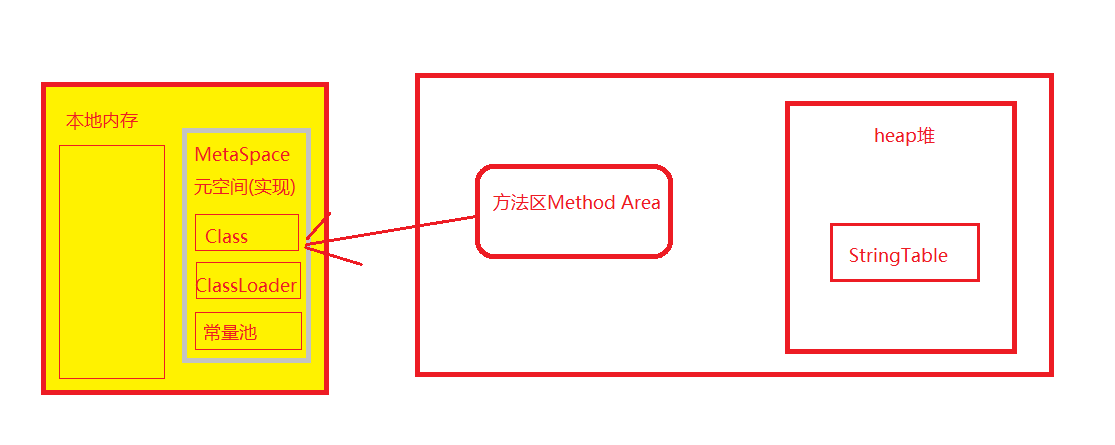 本地内存
MetaSpace
元空间(实现)
Class
ClassLoader
常量池
方法区Method Area
heap堆
StringTable